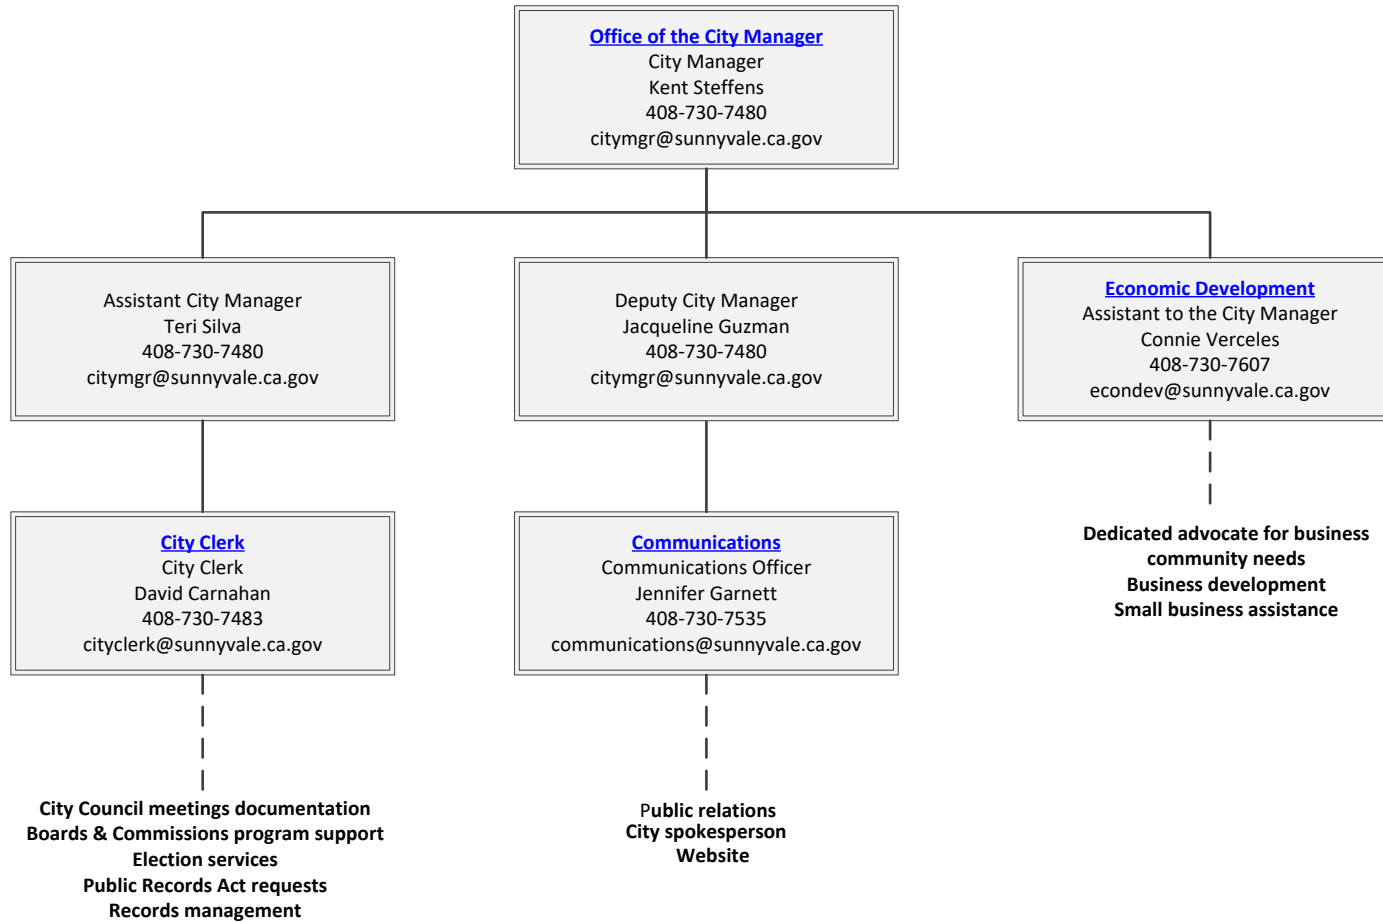 Office of the City Manager
City Manager
Kent Steffens
408-730-7480
citymgr@sunnyvale.ca.gov
Assistant City Manager
Teri Silva
408-730-7480
citymgr@sunnyvale.ca.gov
Deputy City Manager
Jacqueline Guzman
408-730-7480
citymgr@sunnyvale.ca.gov
Economic Development
Assistant to the City Manager
Connie Verceles
408-730-7607
econdev@sunnyvale.ca.gov
City Clerk
City Clerk
David Carnahan
408-730-7483
cityclerk@sunnyvale.ca.gov
Communications
Communications Officer
Jennifer Garnett
408-730-7535
communications@sunnyvale.ca.gov
Dedicated advocate for business
community needs
Business development
Small business assistance
City Council meetings documentation
Boards & Commissions program support
Election services
Public Records Act requests
Records management
Public relations
City spokesperson
Website